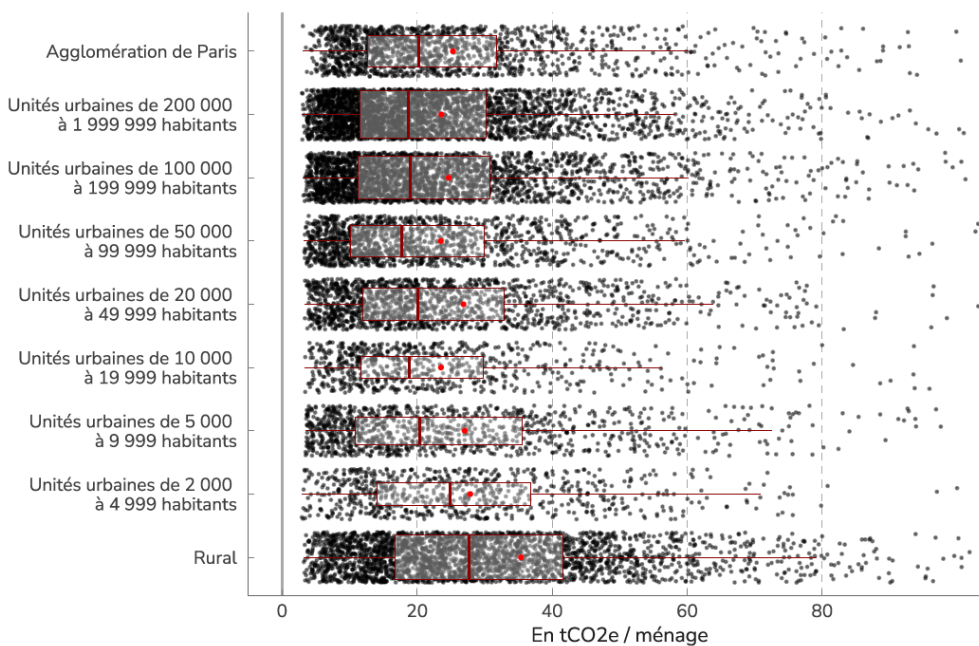 Agglomération de Paris
Unités urbaines de 200 000
à 1 999 999 habitants
Unités urbaines de 100 000
à 199 999 habitants
Unités urbaines de 50 000
à 99 999 habitants
Unités urbaines de 20 000
à 49 999 habitants
Unités urbaines de 10 000
à 19 999 habitants
Unités urbaines de 5 000
à 9 999 habitants
Unités urbaines de 2 000
à 4 999 habitants
Rural
0 20 40 60 80
En tCO2e / ménage